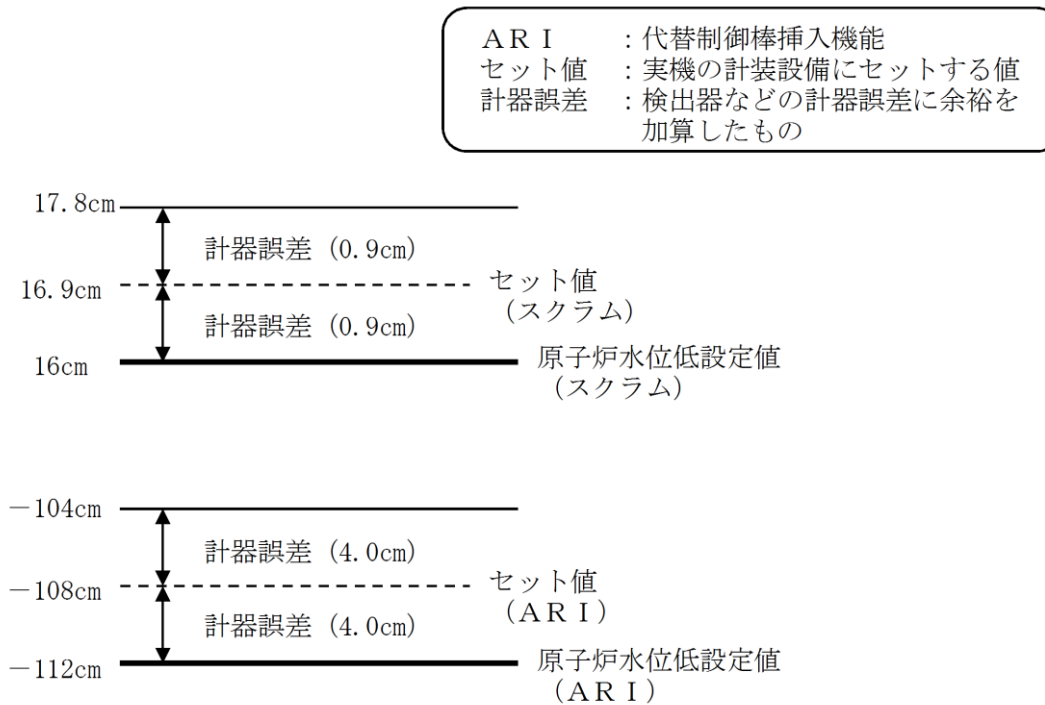 ＡＲＩ　　：代替制御棒挿入機能
セット値　：実機の計装設備にセットする値
計器誤差　：検出器などの計器誤差に余裕を
加算したもの
17.8cm
計器誤差 (0.9cm)
16.9cm
セット値
（スクラム）
計器誤差 (0.9cm)
16cm
原子炉水位低設定値
（スクラム）
－104cm
計器誤差 (4.0cm)
－108cm
セット値
（ＡＲＩ）
計器誤差 (4.0cm)
－112cm
原子炉水位低設定値
（ＡＲＩ）